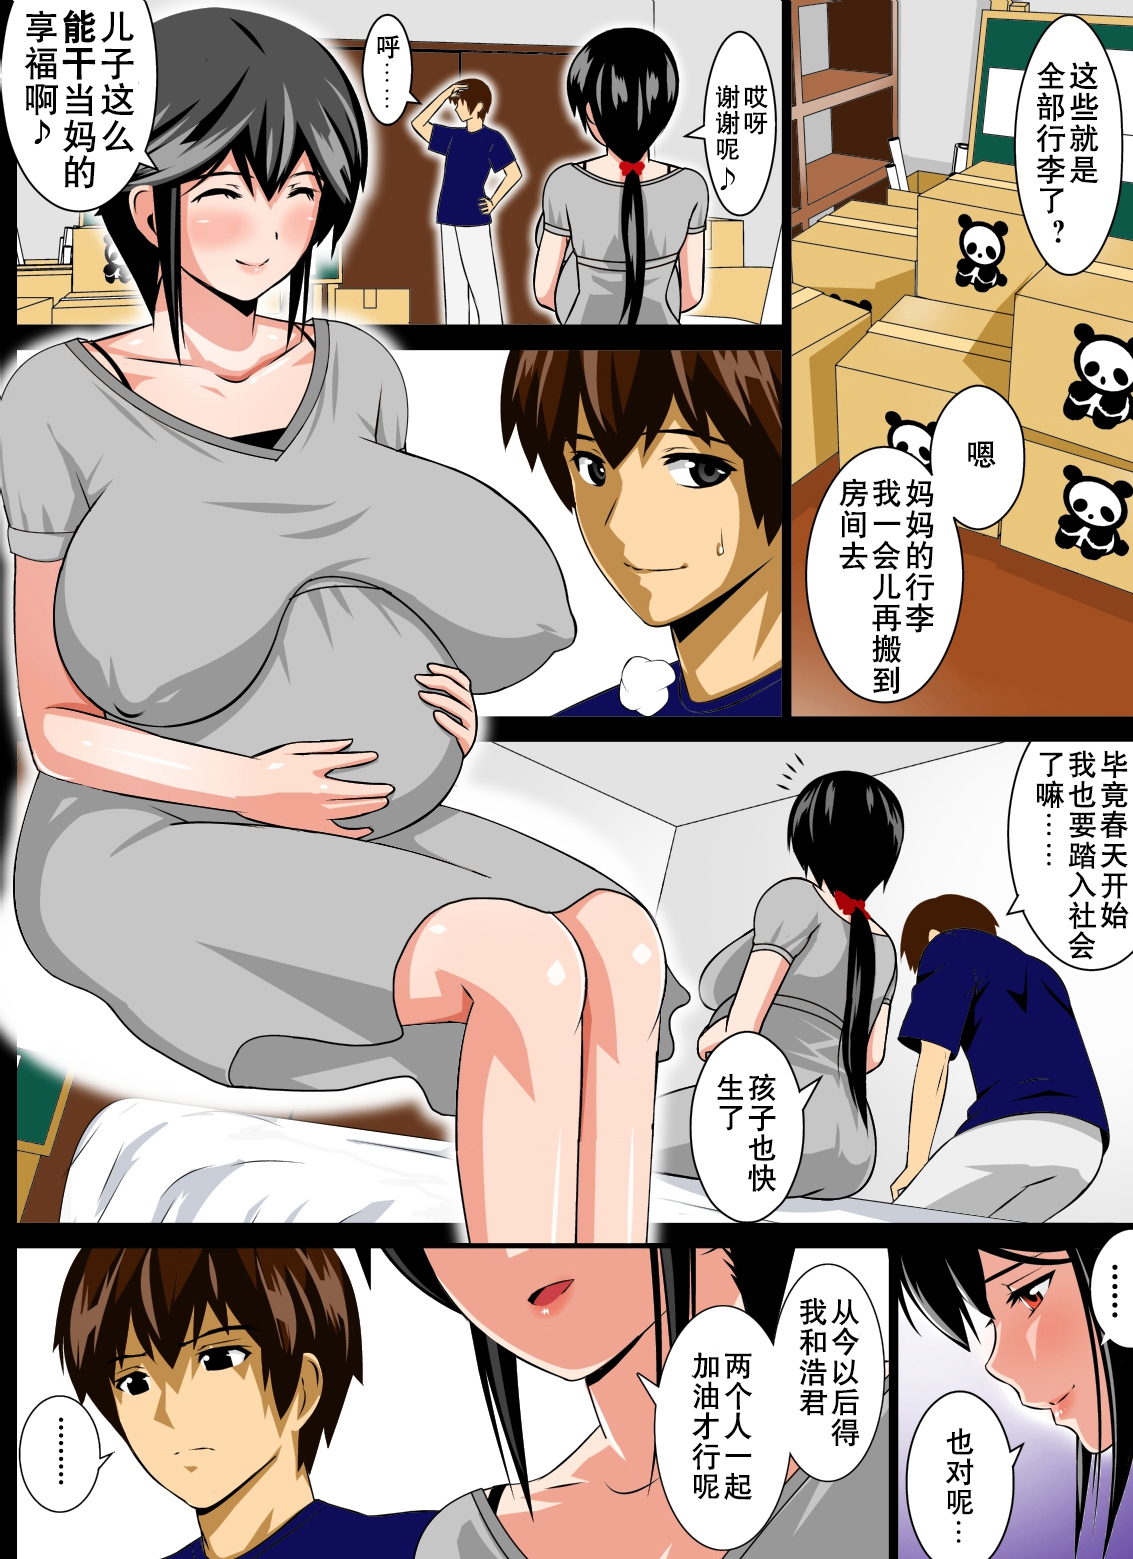 这些就是
全部行李了?
嗯
妈妈的行李
我一会儿再搬到
房间去
哎呀
谢谢呢♪
呼……
儿子这么
能干当妈的
享福啊♪
毕竟春天开始
我也要踏入社会
了嘛……
孩子也快
生了
……
也对呢…
从今以后得
我和浩君
两个人一起
加油才行呢
………